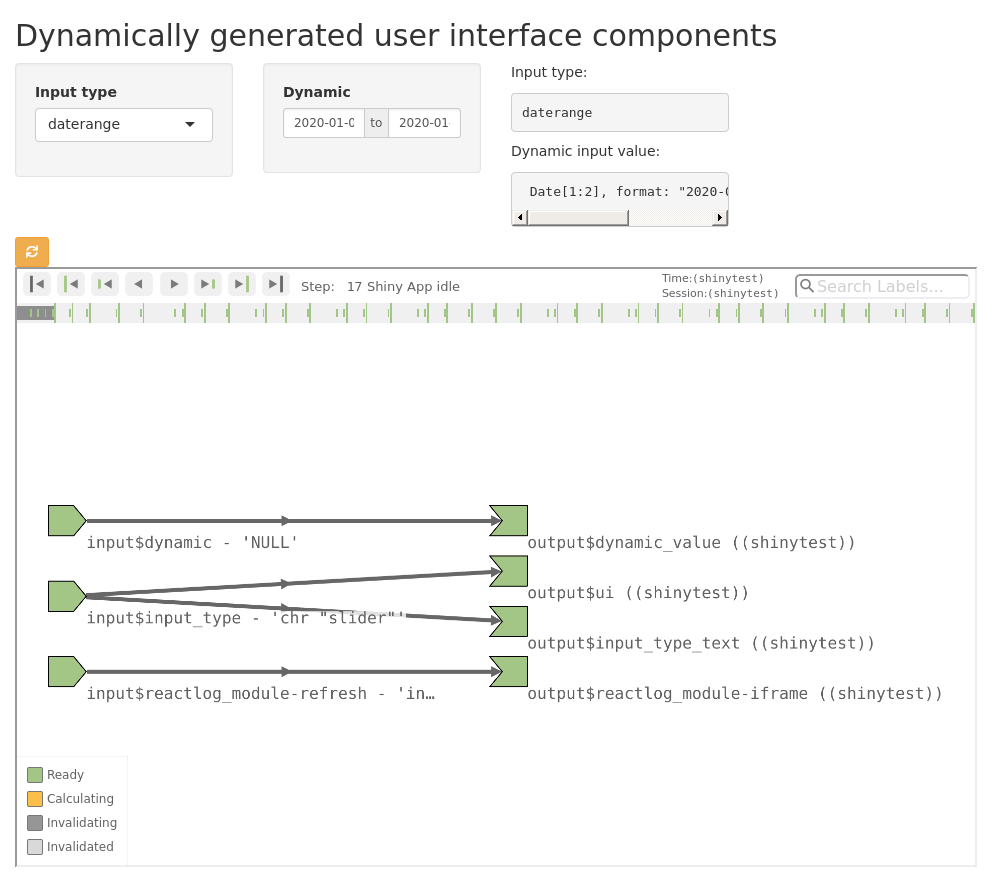 Dynamically generated user interface components
Input type
daterange
Dynamic
2020-01-0 to 2020-01-
Input type:
daterange
Dynamic input value:
Date[1:2], format: "2020-0
Step: 17 Shiny App idle
Time:(shinytest)
Session:(shinytest)
Search Labels...
input$dynamic - 'NULL'
output$dynamic_value ((shinytest))
output$ui ((shinytest))
input$input_type - 'chr "slider"'
output$input_type_text ((shinytest))
input$reactlog_module-refresh - 'in…
output$reactlog_module-iframe ((shinytest))
Ready
Calculating
Invalidating
Invalidated